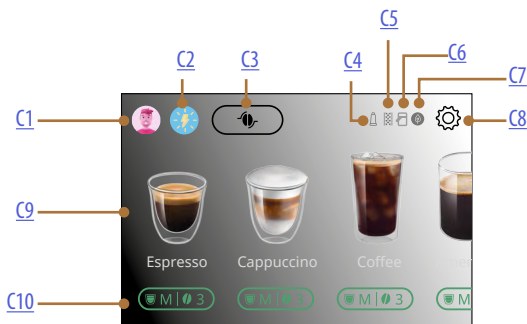 C5
C2 C3 C4 C6
C7
C1 C8
C9
Espresso Cappuccino Coffee
C10 M 3 M 3 M 3 M